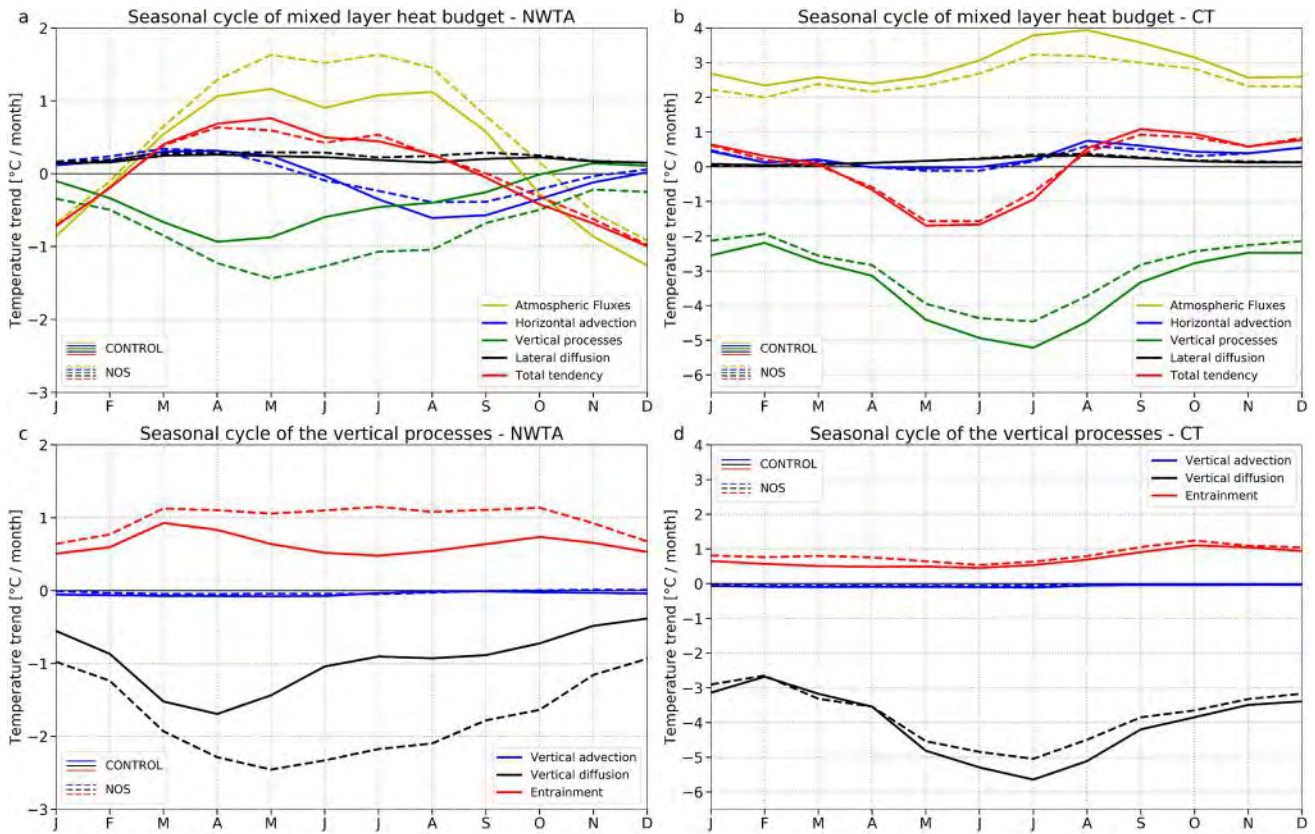 a Seasonal cycle of mixed layer heat budget - NWTA
Temperature trend [°C / month]
2
1
0
−1
−2
−3
CONTROL
NOS
Atmospheric Fluxes
Horizontal advection
Vertical processes
Lateral diffusion
Total tendency
J F M A M J J A S O N D
b Seasonal cycle of mixed layer heat budget - CT
Temperature trend [°C / month]
4
3
2
1
0
−1
−2
−3
−4
−5
−6
CONTROL
NOS
Atmospheric Fluxes
Horizontal advection
Vertical processes
Lateral diffusion
Total tendency
J F M A M J J A S O N D
c Seasonal cycle of the vertical processes - NWTA
Temperature trend [°C / month]
2
1
0
−1
−2
−3
CONTROL
NOS
Vertical advection
Vertical diffusion
Entrainment
J F M A M J J A S O N D
d Seasonal cycle of the vertical processes - CT
Temperature trend [°C / month]
4
3
2
1
0
−1
−2
−3
−4
−5
−6
CONTROL
NOS
Vertical advection
Vertical diffusion
Entrainment
J F M A M J J A S O N D